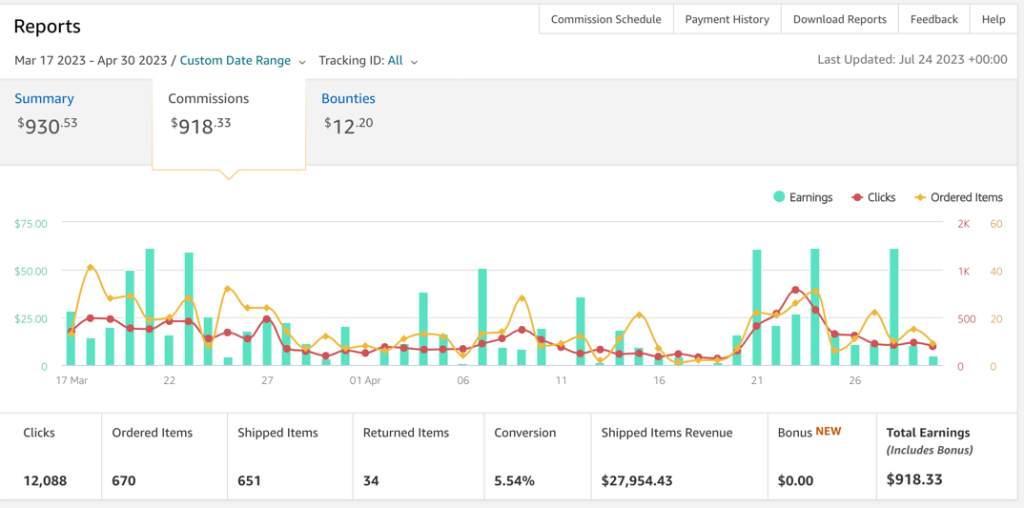 Commission Schedule Payment History Download Reports Feedback Help
Reports
Mar 17 2023 - Apr 30 2023 / Custom Date Range Tracking ID: All Last Updated: Jul 24 2023 +00:00
Summary Commissions Bounties
$930.53 $918.33 $12.20
Earnings Clicks Ordered Items
$75.00 2K 60
$50.00 1K 40
$25.00 500 20
0 0 0
17 Mar 22 27 01 Apr 06 11 16 21 26
Clicks Ordered Items Shipped Items Returned Items Conversion Shipped Items Revenue Bonus NEW Total Earnings
(Includes Bonus)
12,088 670 651 34 5.54% $27,954.43 $0.00 $918.33